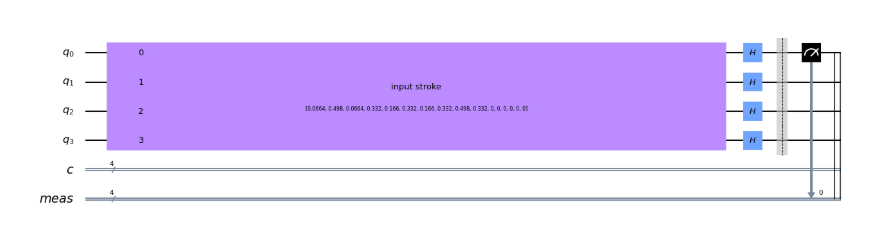 q0 0 H
q1 1 input stroke H
q2 2 [0.0664, 0.498, 0.0664, 0.332, 0.166, 0.332, 0.166, 0.332, 0.498, 0.332, 0, 0, 0, 0, 0, 0] H
q3 3 H
c 4
meas 4 0